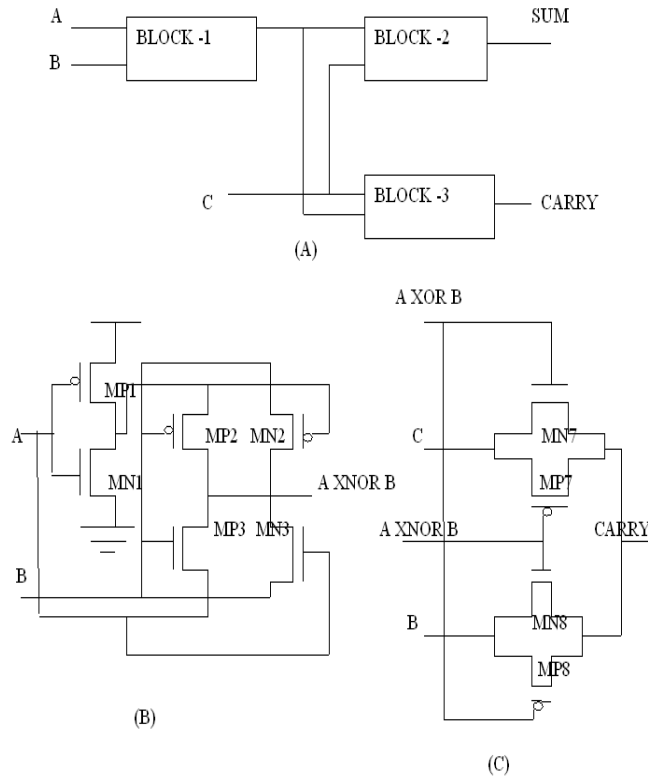 A
BLOCK -1
BLOCK -2
SUM
B
C
BLOCK -3
CARRY
(A)
A XOR B
MP1
A
MP2
MN2
C
MN7
MN1
MP7
A XNOR B
MP3
MN3
A XNOR B
CARRY
B
B
MN8
MP8
(B)
(C)